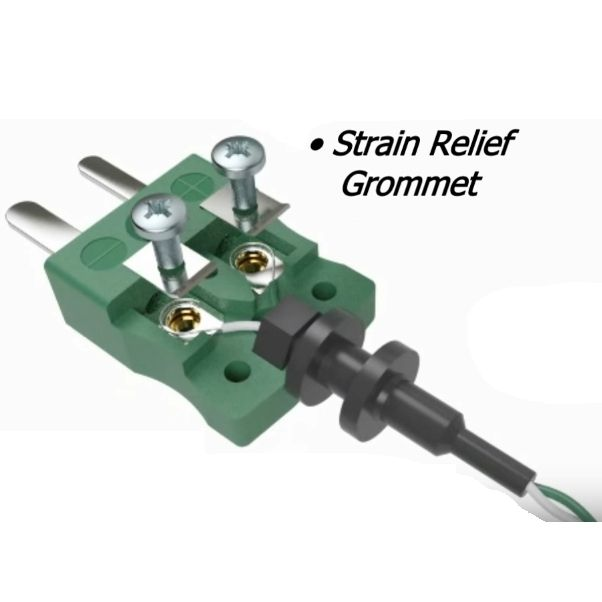 • Strain Relief
Grommet